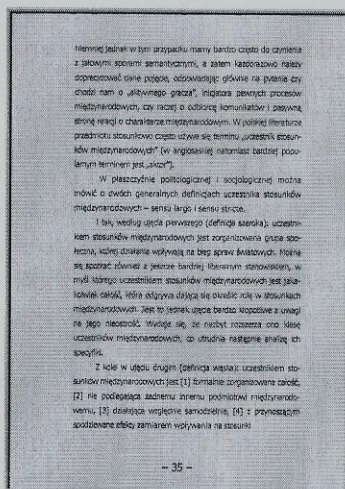 Niemniej jednak w tym przypadku mamy bardzo często do czynienia
z jałowymi sporami semantycznymi, a zatem każdorazowo należy
doprecyzować dane pojęcie, odpowiadając głównie na pytanie czy
chodzi nam o „aktywnego gracza”, inicjatora pewnych procesów
międzynarodowych, czy raczej o odbiorcę komunikatów i pasywną
stronę reakcji o charakterze międzynarodowym. W polskiej literaturze
przedmiotu stosunkowo często używa się terminu „uczestnik stosun-
ków międzynarodowych” (w anglosaskiej natomiast bardziej popu-
larnym terminem jest „aktor”).
W płaszczyźnie politologicznej i socjologicznej można
mówić o dwóch generalnych definicjach uczestnika stosunków
międzynarodowych – sensu largo i sensu stricte.
I tak, według ujęcia pierwszego (definicja szeroka): uczestni-
kiem stosunków międzynarodowych jest zorganizowana grupa spo-
łeczna, której działania wpływają na bieg spraw światowych. Można
się spotkać również z jeszcze bardziej liberalnym stanowiskiem, w
myśl którego uczestnikiem stosunków międzynarodowych jest jaka-
kolwiek całość, która odgrywa dającą się określić rolę w stosunkach
międzynarodowych. Jest to jednak ujęcie bardzo kłopotliwe z uwagi
na jego nieostrość. Wydaje się, że nazbyt rozszerza ono klasę
uczestników międzynarodowych, co utrudnia następnie analizę ich
specyfiki.
Z kolei w ujęciu drugim (definicja wąska): uczestnikiem sto-
sunków międzynarodowych jest [1] formalnie zorganizowana całość,
[2] nie podlegająca żadnemu innemu podmiotowi międzynarodo-
wemu, [3] działająca względnie samodzielnie, [4] z przynoszącym
spodziewane efekty zamiarem wpływania na stosunki
– 35 –